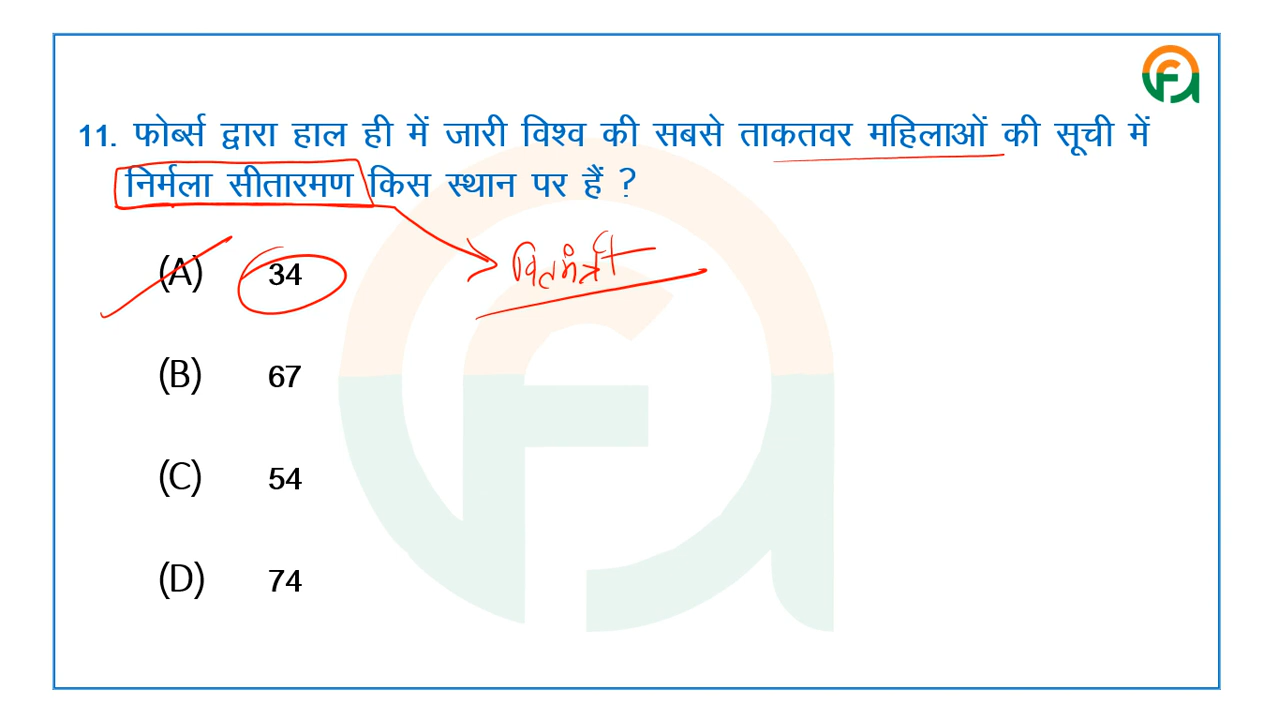 11. फोर्ब्स द्वारा हाल ही में जारी विश्व की सबसे ताकतवर महिलाओं की सूची में
निर्मला सीतारमण किस स्थान पर हैं ?
वितमंत्री
(A) 34
(B) 67
(C) 54
(D) 74